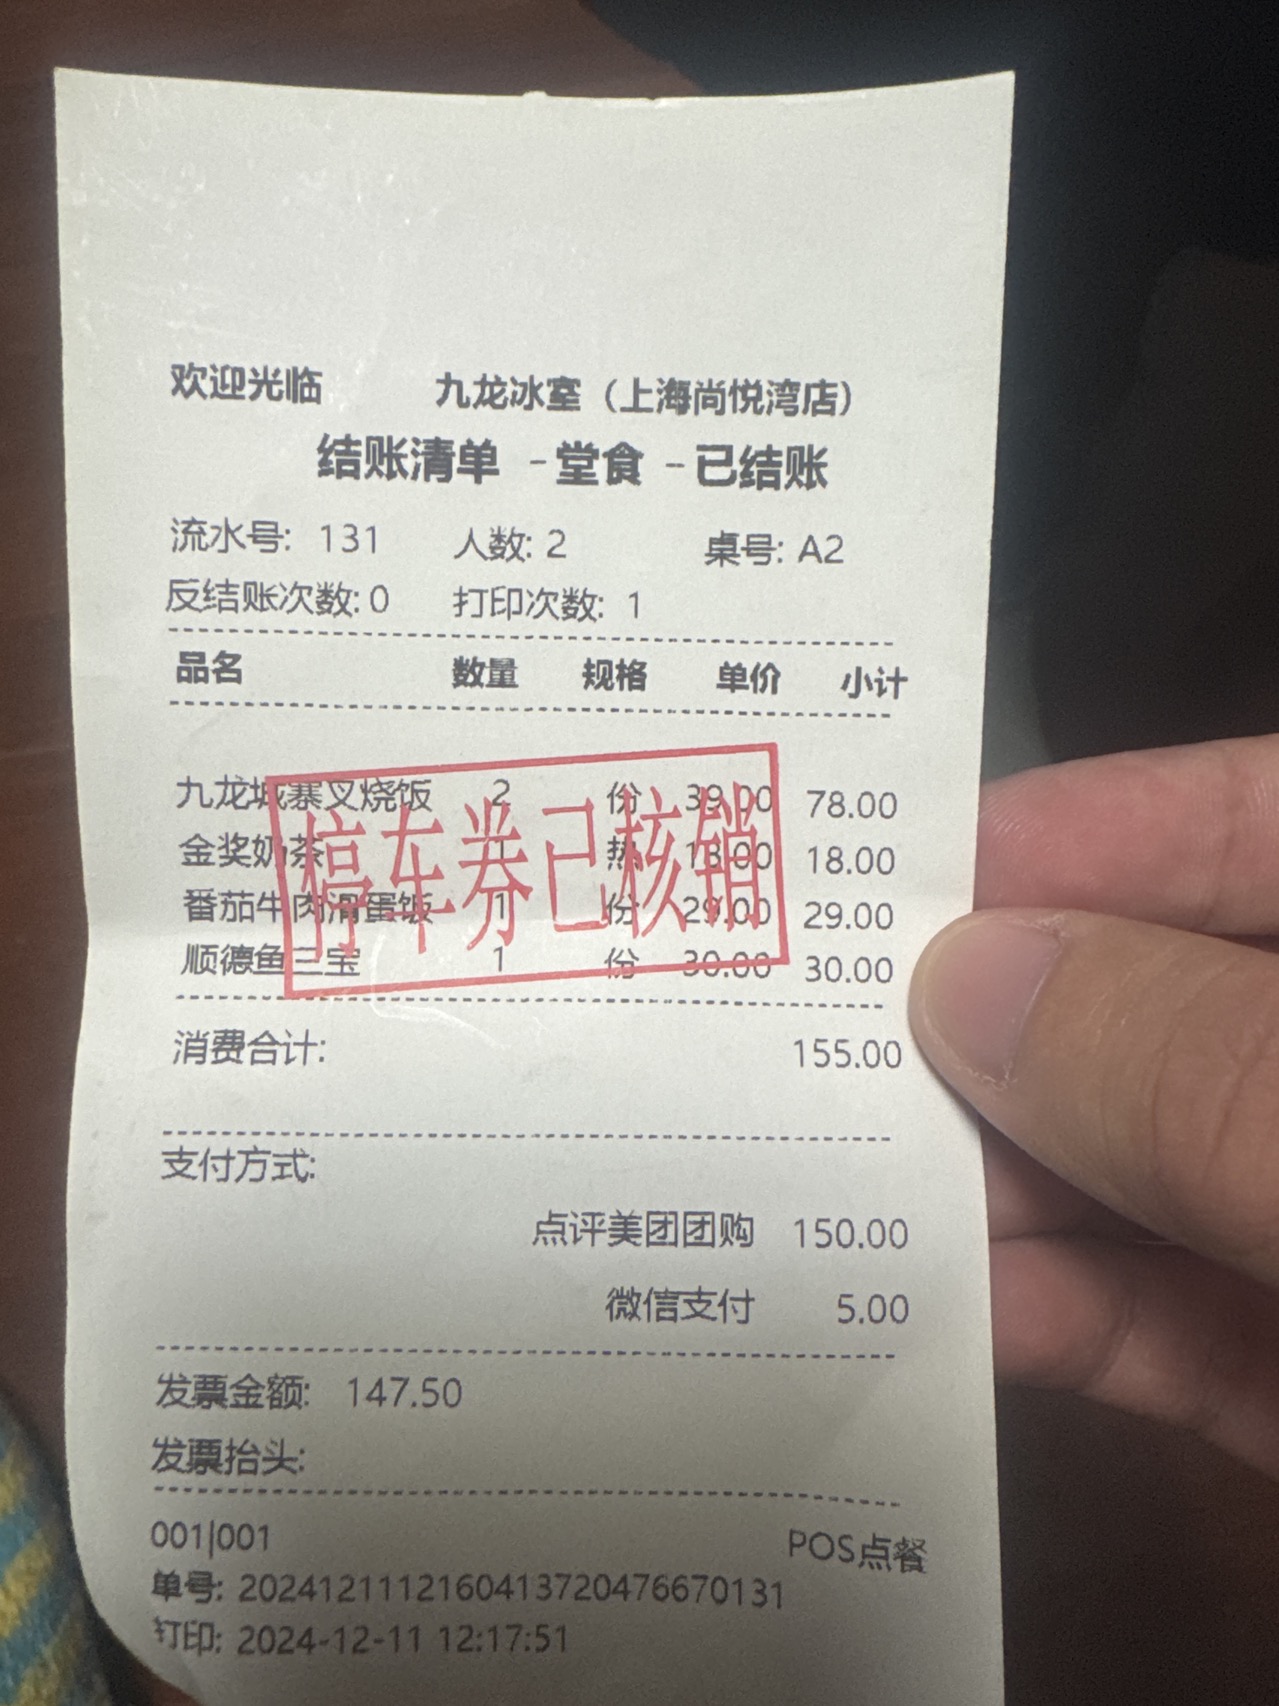 欢迎光临 九龙冰室（上海尚悦湾店）
结账清单 -堂食 -已结账
流水号: 131 人数: 2 桌号: A2
反结账次数: 0 打印次数: 1
品名 数量 规格 单价 小计
九龙城寨叉烧饭 2 份 39.00 78.00
金奖奶茶 1 热 18.00 18.00
番茄牛肉滑蛋饭 1 份 29.00 29.00
顺德鱼三宝 1 份 30.00 30.00
停车券已核销
消费合计: 155.00
支付方式:
点评美团团购 150.00
微信支付 5.00
发票金额: 147.50
发票抬头:
001|001 POS点餐
单号: 20241211121604137204766​70131
打印: 2024-12-11 12:17:51